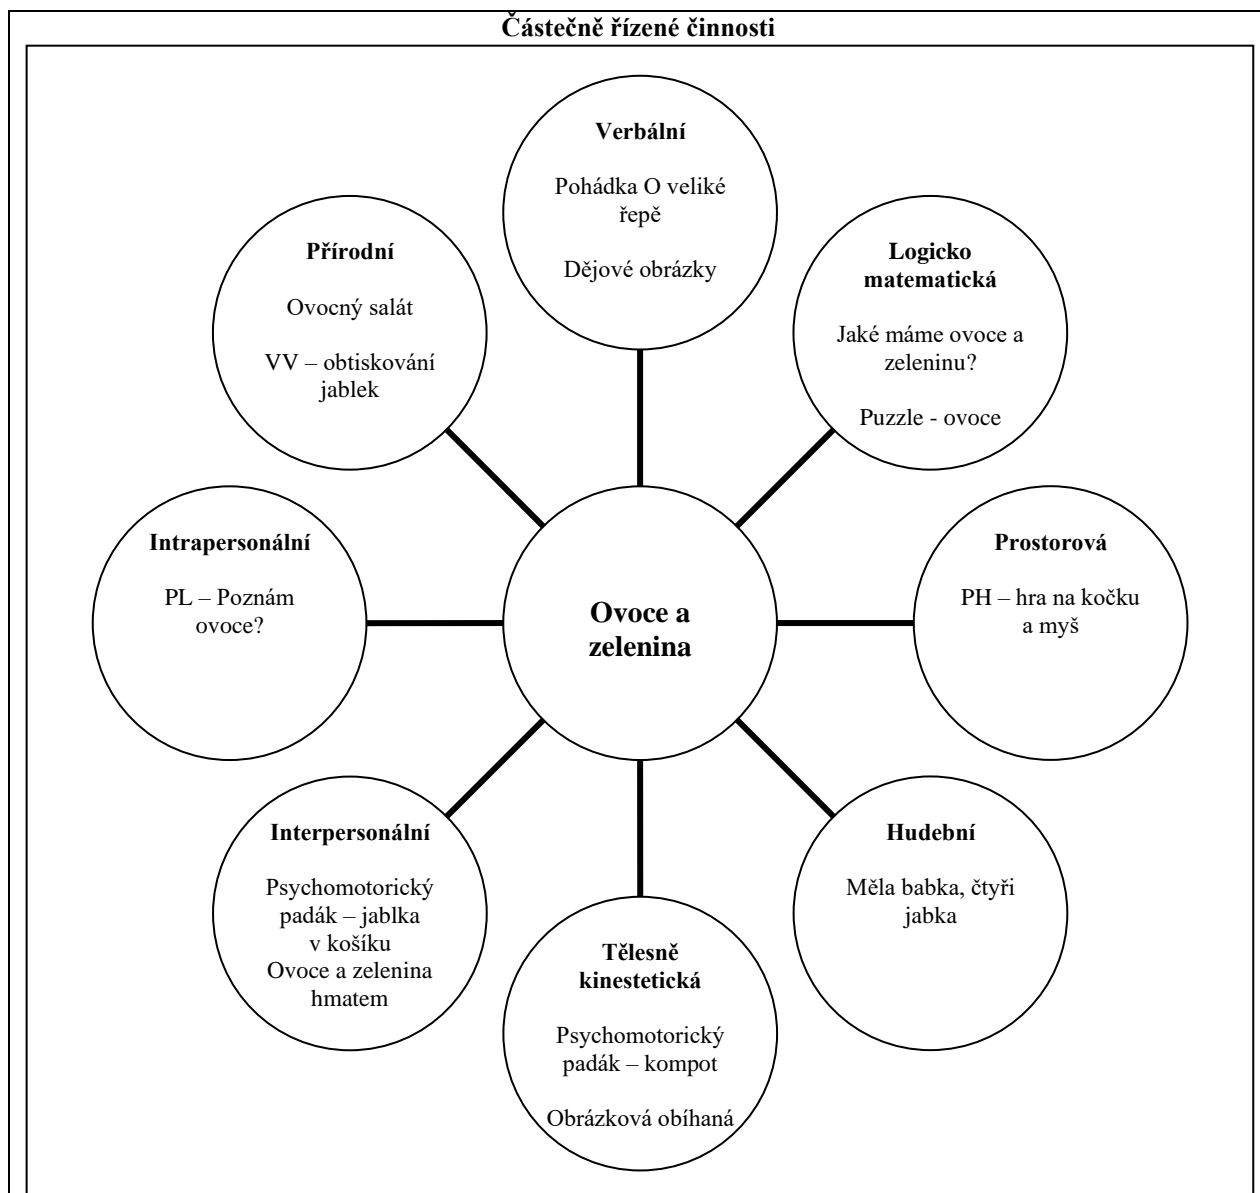 Částečně řízené činnosti
Verbální
Pohádka O veliké
řepě
Dějové obrázky
Přírodní
Ovocný salát
VV – obtiskování
jablek
Logicko
matematická
Jaké máme ovoce a
zeleninu?
Puzzle - ovoce
Intrapersonální
PL – Poznám
ovoce?
Ovoce a
zelenina
Prostorová
PH – hra na kočku
a myš
Interpersonální
Psychomotorický
padák – jablka
v košíku
Ovoce a zelenina
hmatem
Tělesně
kinestetická
Psychomotorický
padák – kompot
Obrázková obíhaná
Hudební
Měla babka, čtyři
jabka